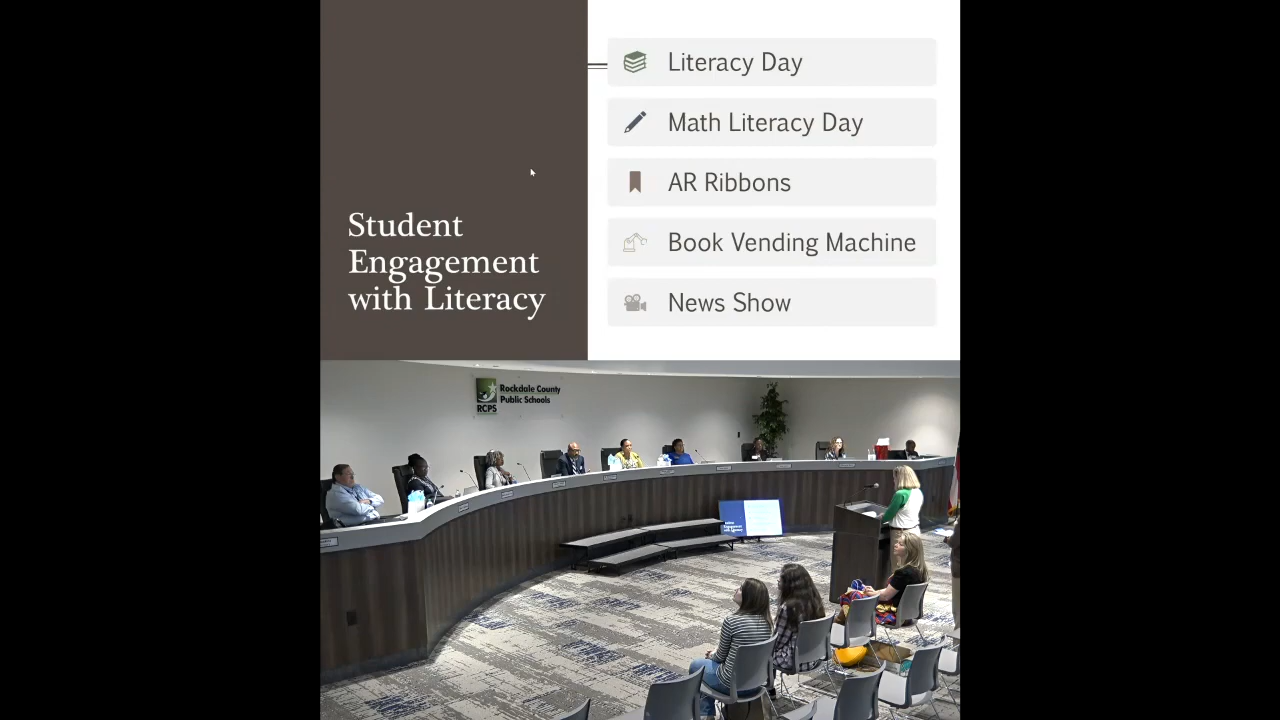 Literacy Day
Math Literacy Day
AR Ribbons
Book Vending Machine
News Show
Student
Engagement
with Literacy
Rockdale County
Public Schools
RCPS